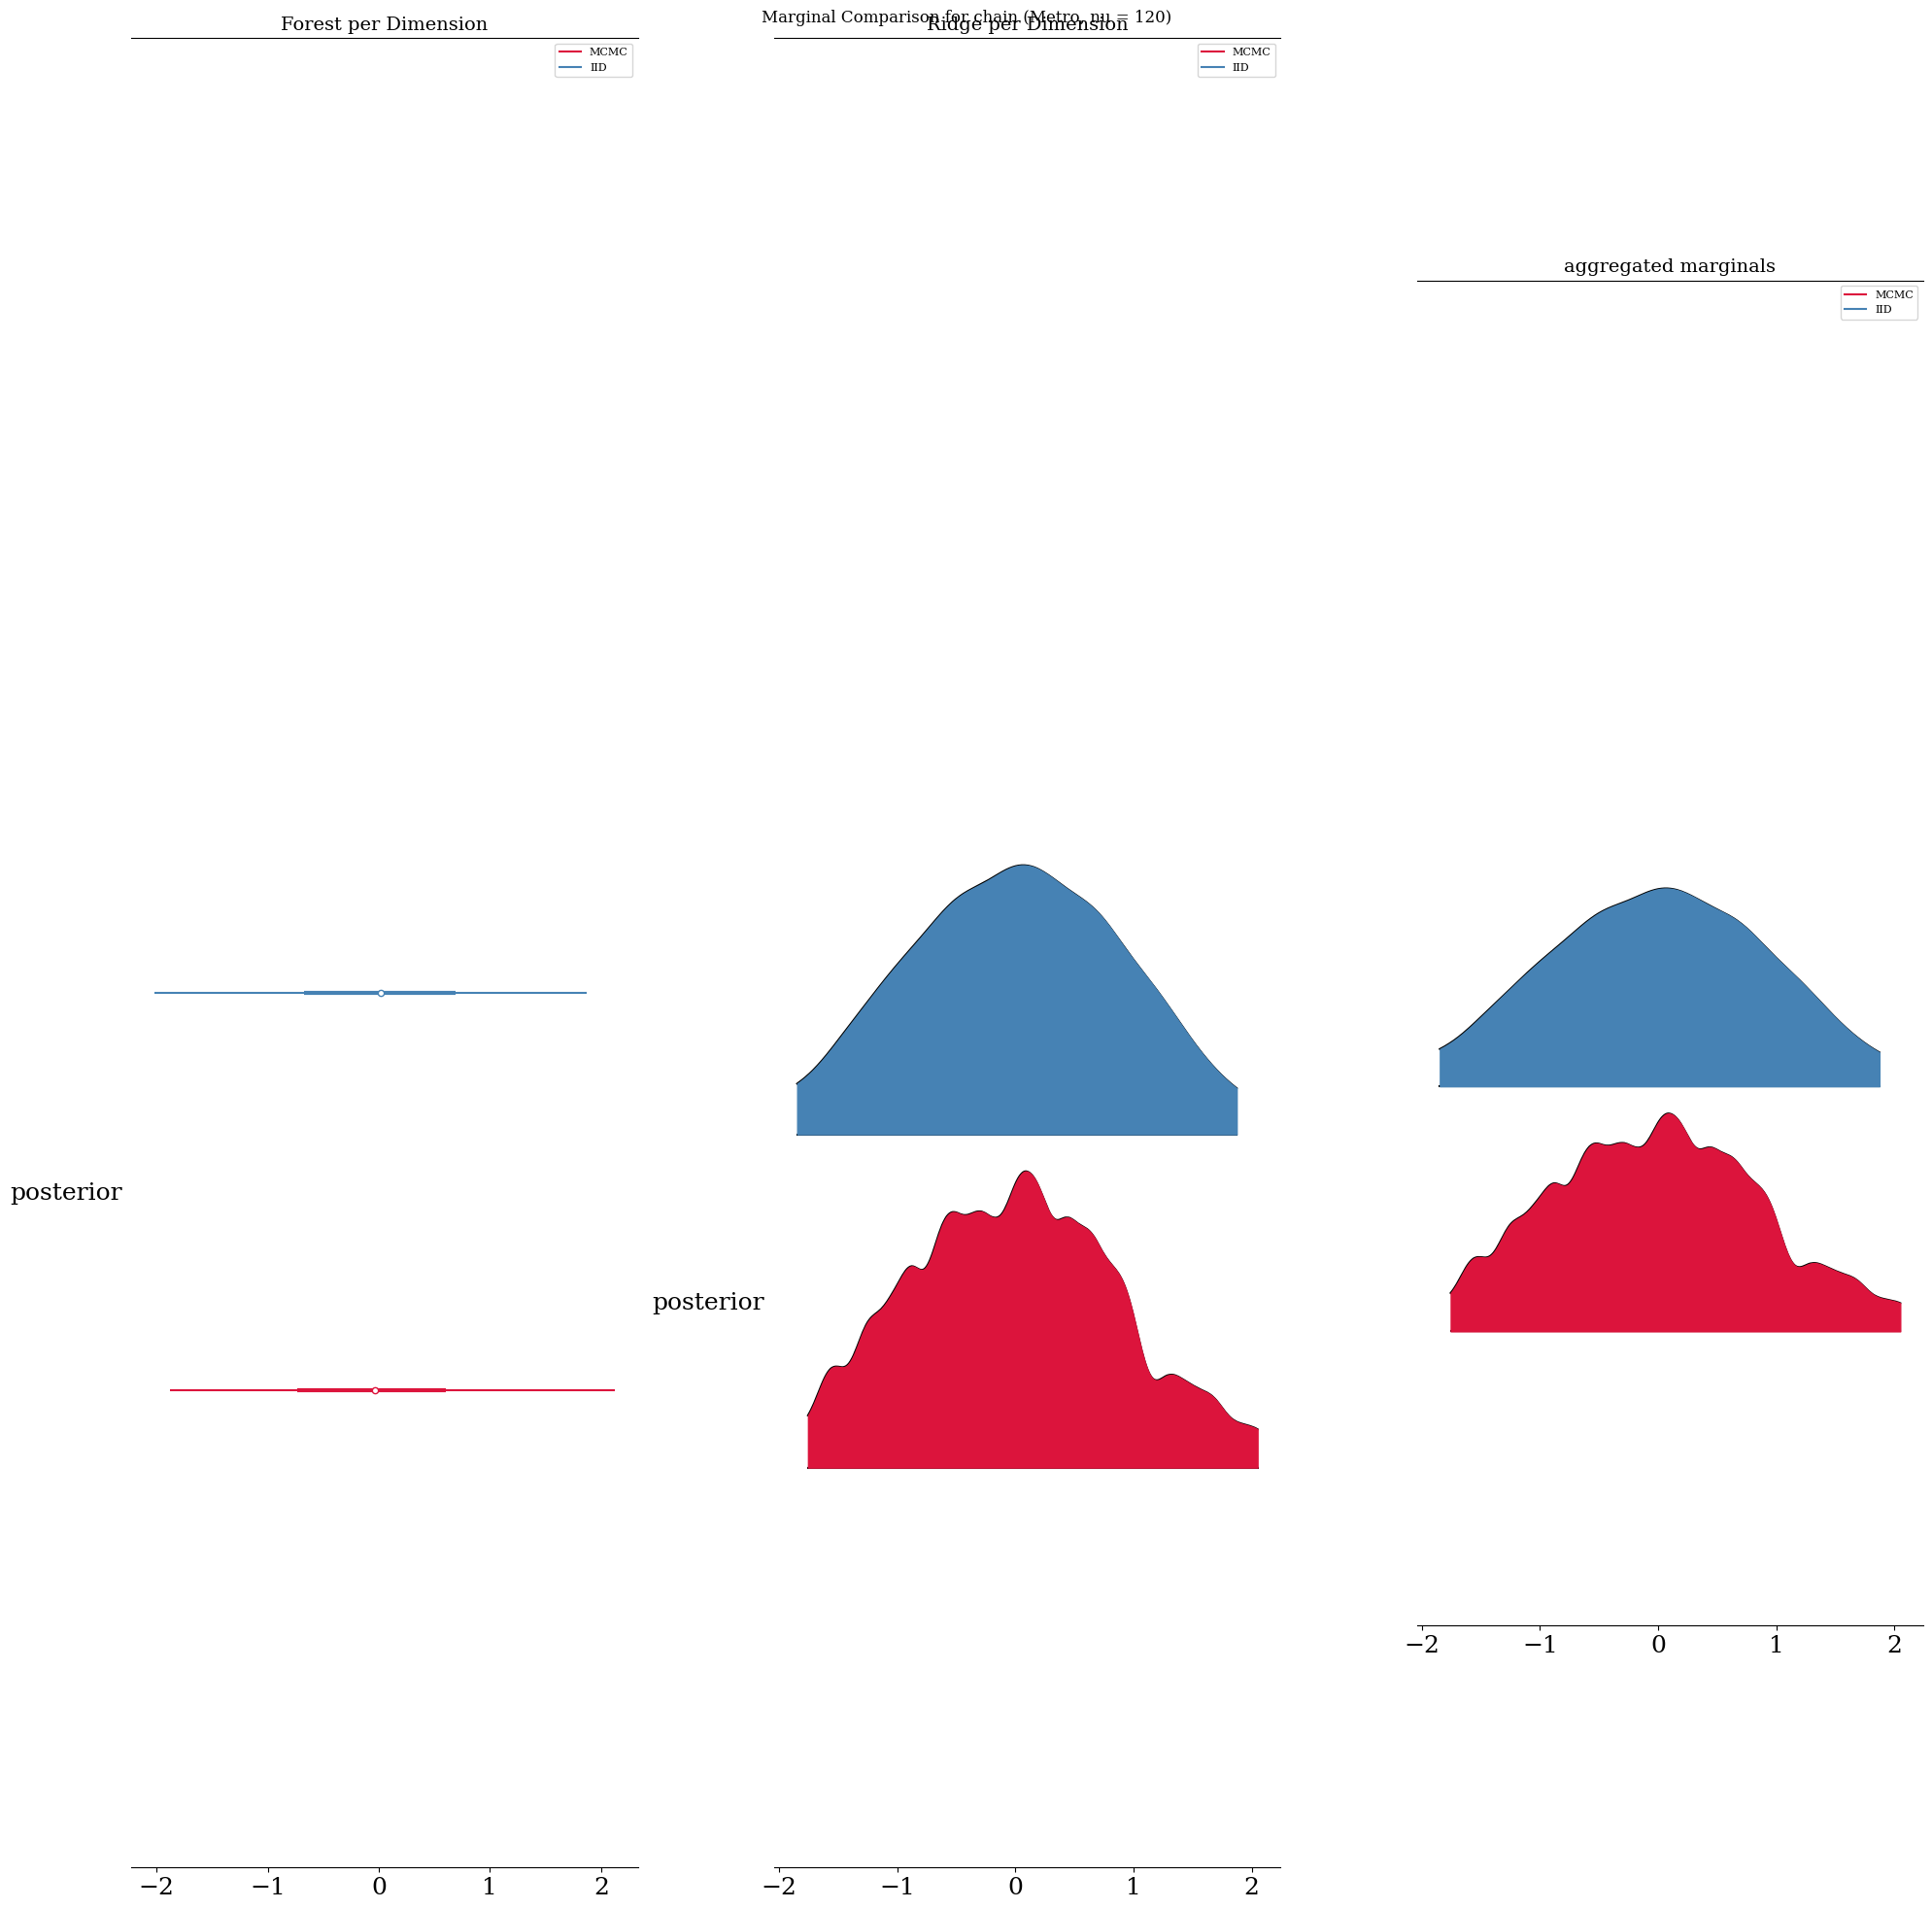 Marginal Comparison for chain (Metro, nu = 120)
Forest per Dimension
MCMC
IID
posterior
−2 −1 0 1 2
Ridge per Dimension
MCMC
IID
posterior
−2 −1 0 1 2
aggregated marginals
MCMC
IID
−2 −1 0 1 2